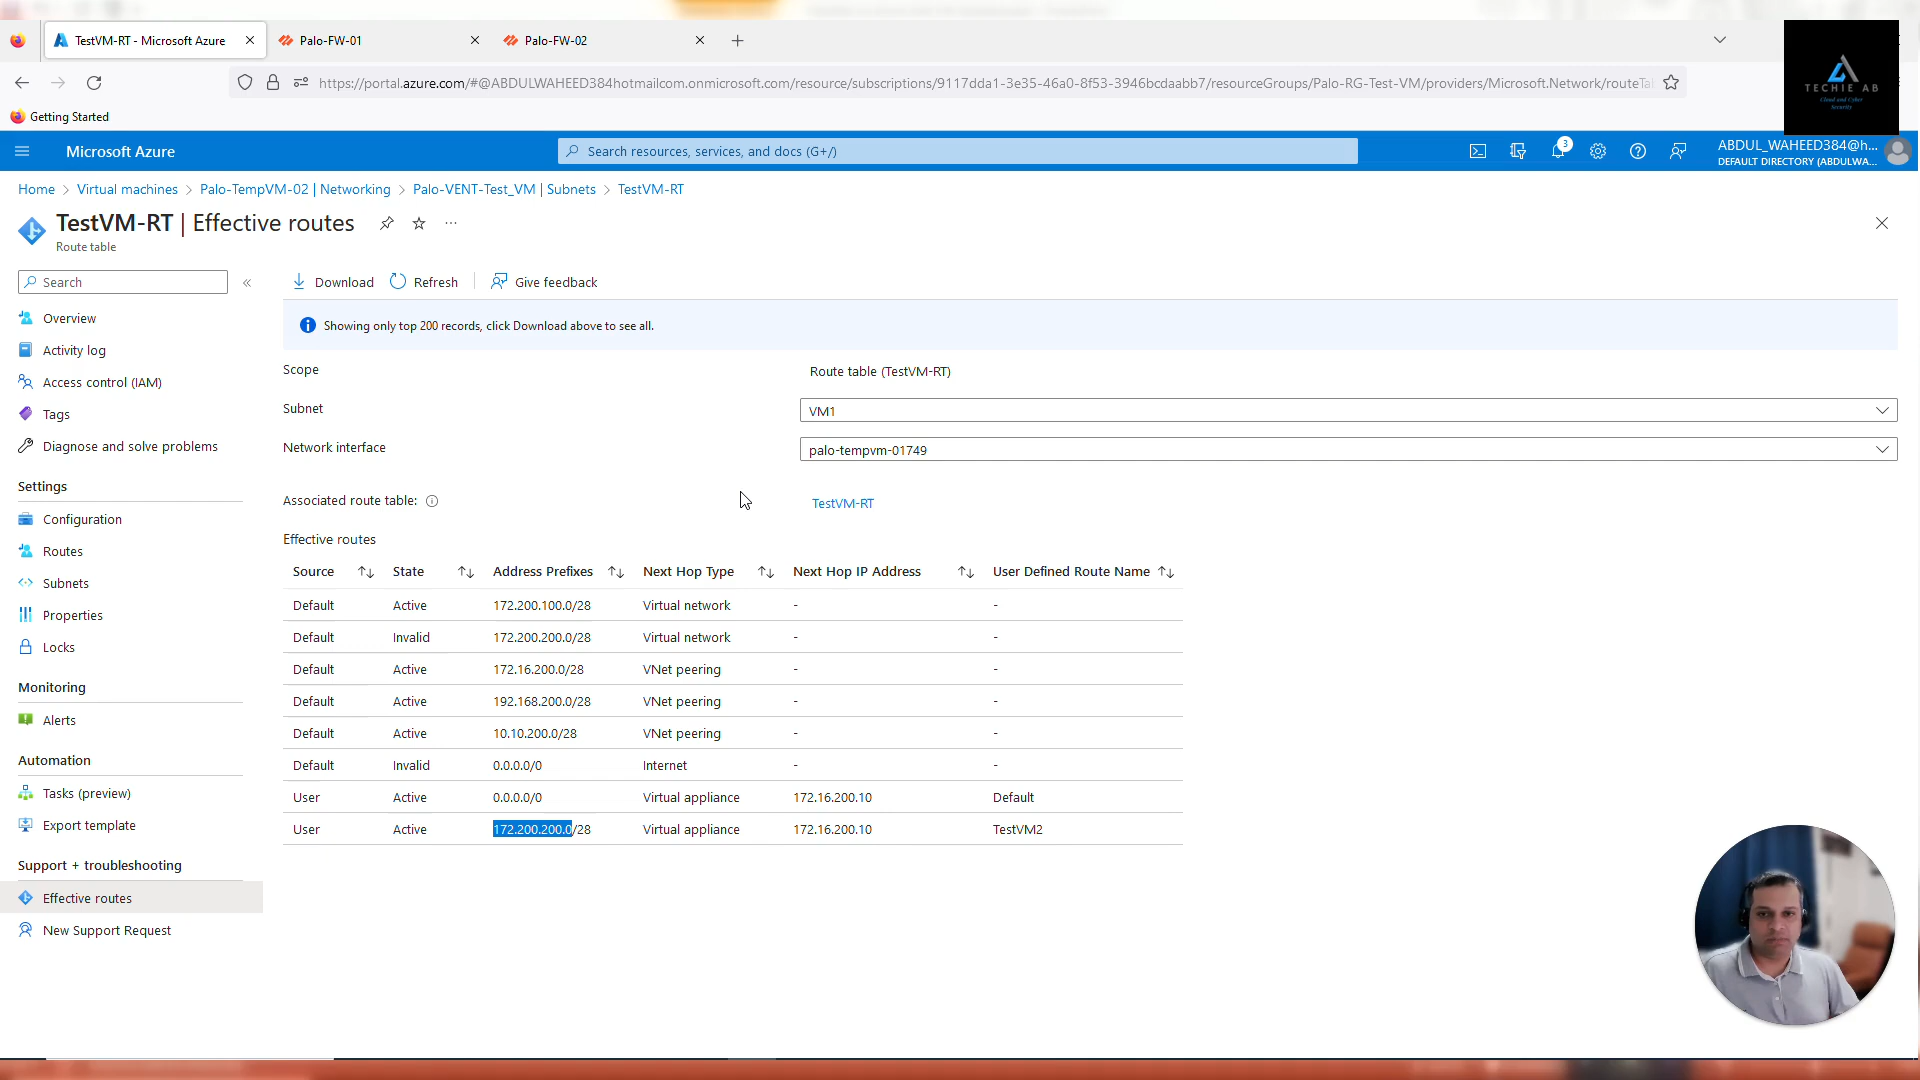 TestVM-RT - Microsoft Azure
Palo-FW-01
Palo-FW-02
https://portal.azure.com/#@ABDULWAHEED384hotmailcom.onmicrosoft.com/resource/subscriptions/9117dda1-3e35-46a0-8f53-3946bcdaabb7/resourceGroups/Palo-RG-Test-VM/providers/Microsoft.Network/routeTa
Getting Started
TECHIE AB
Cloud and Cyber
Security
Microsoft Azure
Search resources, services, and docs (G+/)
3
ABDUL_WAHEED384@h...
DEFAULT DIRECTORY (ABDULWA...
Home > Virtual machines > Palo-TempVM-02 | Networking > Palo-VENT-Test_VM | Subnets > TestVM-RT
TestVM-RT | Effective routes
Route table
Search
Download Refresh Give feedback
Showing only top 200 records, click Download above to see all.
Overview
Activity log
Access control (IAM)
Tags
Diagnose and solve problems
Settings
Configuration
Routes
Subnets
Properties
Locks
Monitoring
Alerts
Automation
Tasks (preview)
Export template
Support + troubleshooting
Effective routes
New Support Request
Scope Route table (TestVM-RT)
Subnet VM1
Network interface palo-tempvm-01749
Associated route table: TestVM-RT
Effective routes
Source State Address Prefixes Next Hop Type Next Hop IP Address User Defined Route Name
Default Active 172.200.100.0/28 Virtual network - -
Default Invalid 172.200.200.0/28 Virtual network - -
Default Active 172.16.200.0/28 VNet peering - -
Default Active 192.168.200.0/28 VNet peering - -
Default Active 10.10.200.0/28 VNet peering - -
Default Invalid 0.0.0.0/0 Internet - -
User Active 0.0.0.0/0 Virtual appliance 172.16.200.10 Default
User Active 172.200.200.0/28 Virtual appliance 172.16.200.10 TestVM2